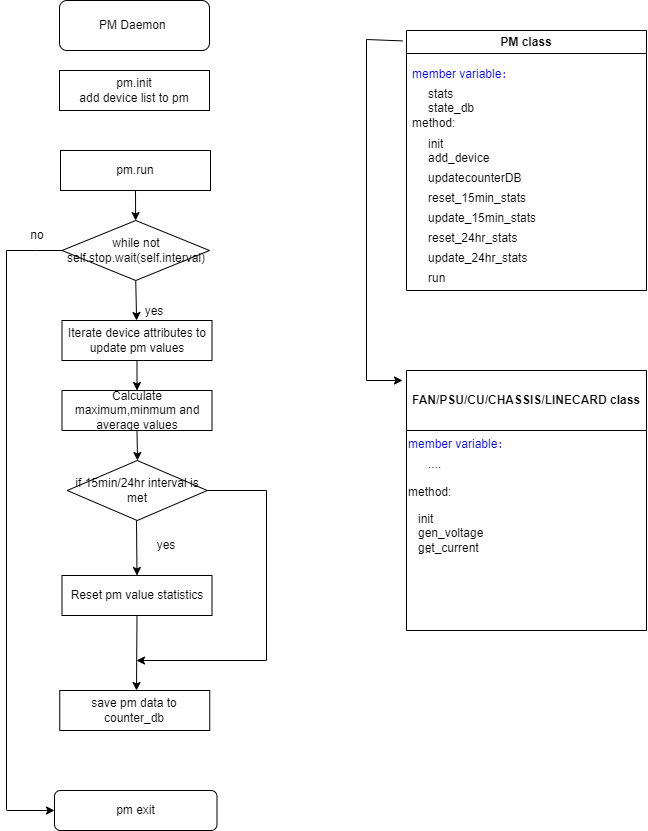 PM Daemon
pm.init
add device list to pm
pm.run
no
while not
self.stop.wait(self.interval)
yes
Iterate device attributes to
update pm values
Calculate
maximum,minmum and
average values
if 15min/24hr interval is
met
yes
Reset pm value statistics
save pm data to
counter_db
pm exit
PM class
member variable:
stats
state_db
method:
init
add_device
updatecounterDB
reset_15min_stats
update_15min_stats
reset_24hr_stats
update_24hr_stats
run
FAN/PSU/CU/CHASSIS/LINECARD class
member variable:
....
method:
init
gen_voltage
get_current